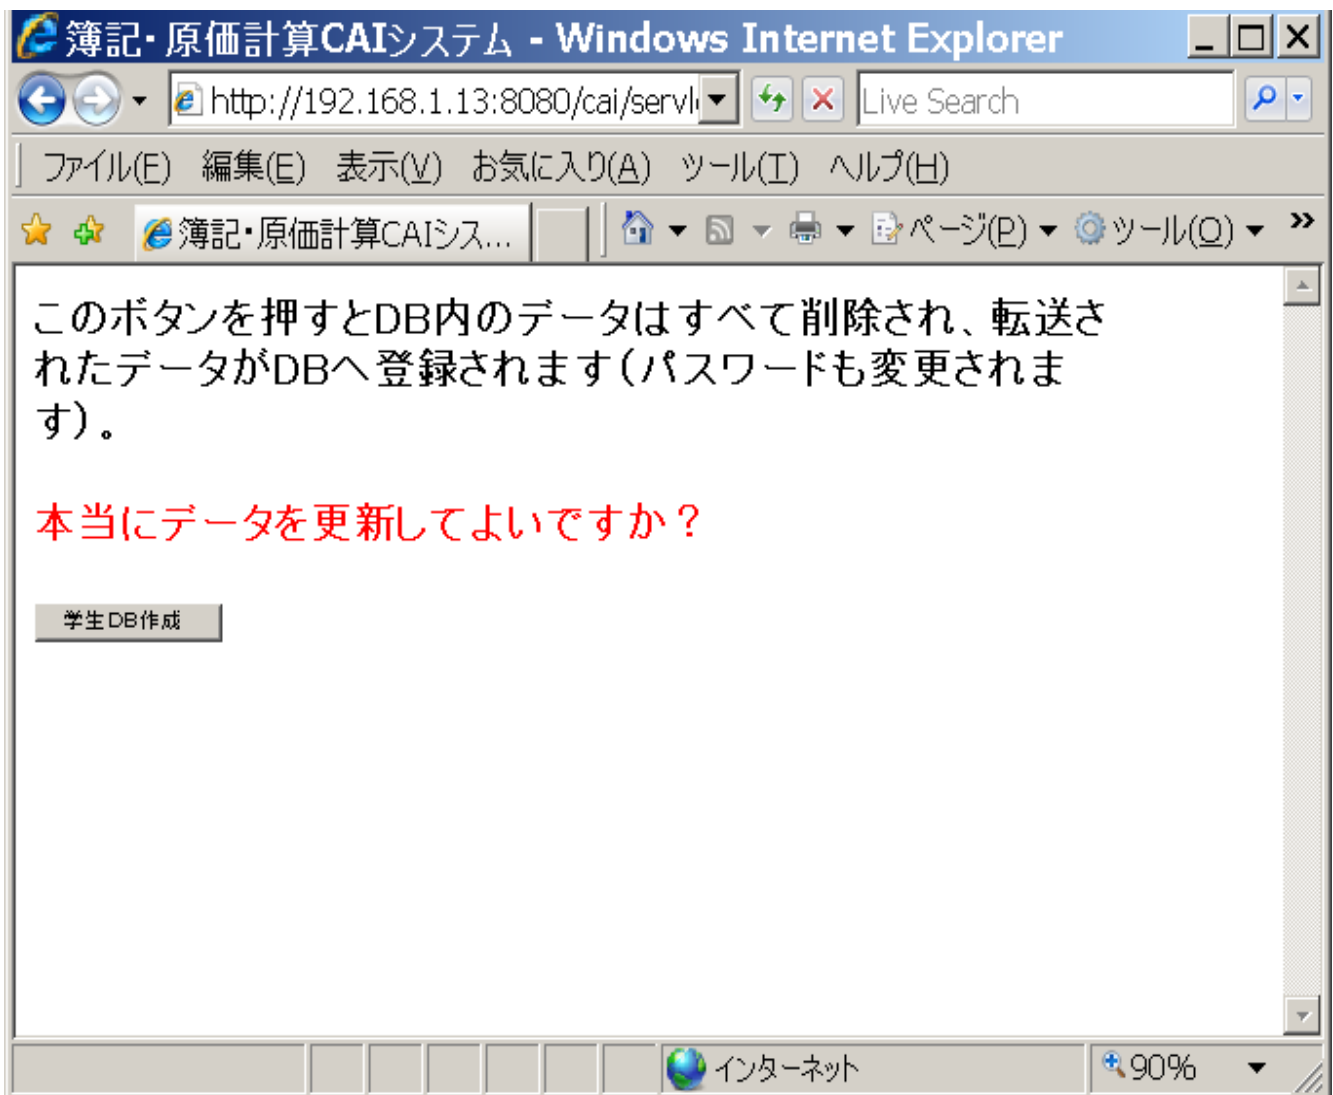 簿記・原価計算CAIシステム - Windows Internet Explorer
http://192.168.1.13:8080/cai/servl
Live Search
ファイル(F) 編集(E) 表示(V) お気に入り(A) ツール(T) ヘルプ(H)
簿記・原価計算CAIシス... ページ(P) ツール(O) »
このボタンを押すとDB内のデータはすべて削除され、転送さ
れたデータがDBへ登録されます(パスワードも変更されま
す)。
本当にデータを更新してよいですか？
学生DB作成
インターネット
90%